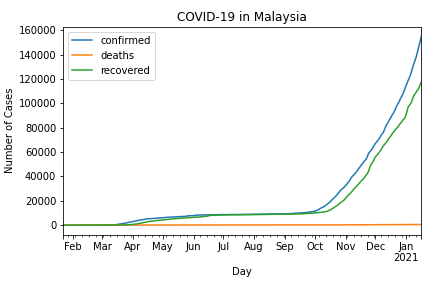 COVID-19 in Malaysia
confirmed
deaths
recovered
Number of Cases
160000
140000
120000
100000
80000
60000
40000
20000
0
Feb Mar Apr May Jun Jul Aug Sep Oct Nov Dec Jan
2021
Day